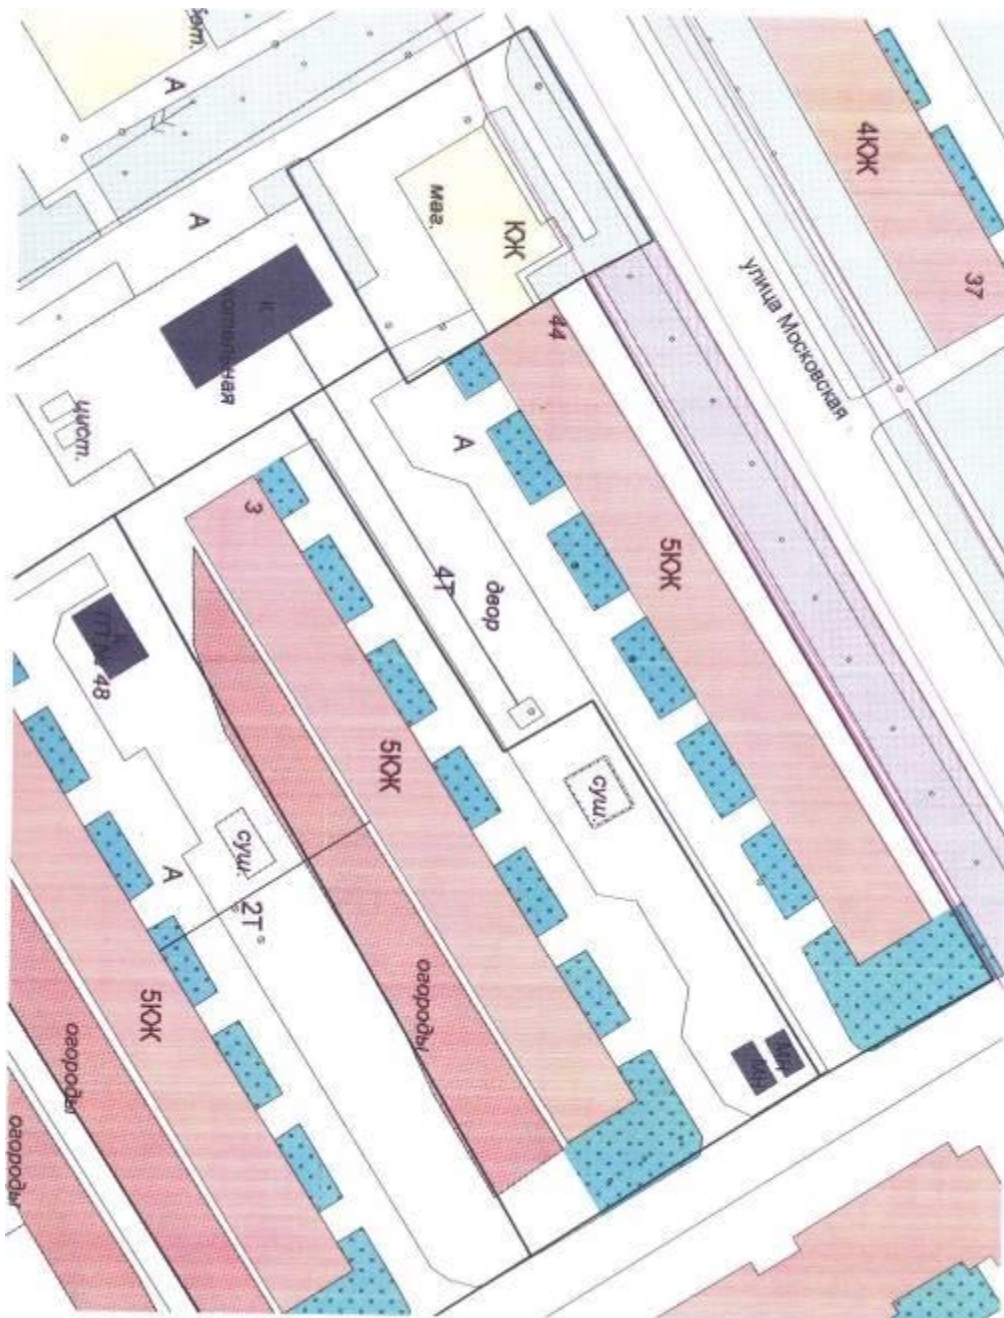 А
4КЖ
37
А
маг.
КЖ
улица Московская
котельная
44
цист.
А
3
5КЖ
4Т
двор
48
5КЖ
суш.
суш.
А
2Т
огороды
5КЖ
огороды
огороды